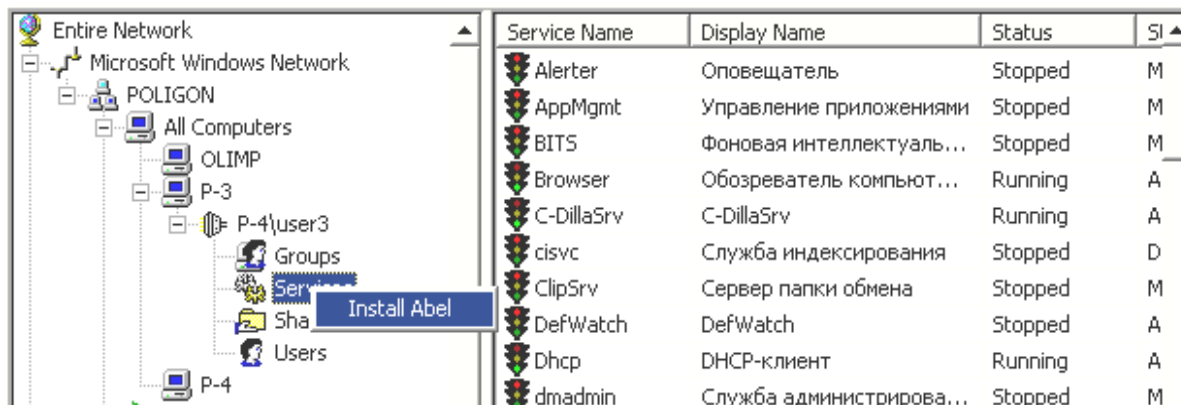 Entire Network
Microsoft Windows Network
POLIGON
All Computers
OLIMP
P-3
P-4\user3
Groups
Install Abel
Users
P-4
Service Name Display Name Status
Alerter Оповещатель Stopped M
AppMgmt Управление приложениями Stopped M
BITS Фоновая интеллектуаль... Stopped M
Browser Обозреватель компьют... Running A
C-DillaSrv C-DillaSrv Running A
cisvc Служба индексирования Stopped D
ClipSrv Сервер папки обмена Stopped M
DefWatch DefWatch Stopped A
Dhcp DHCP-клиент Running A
dmadmin Служба администрирова... Stopped M